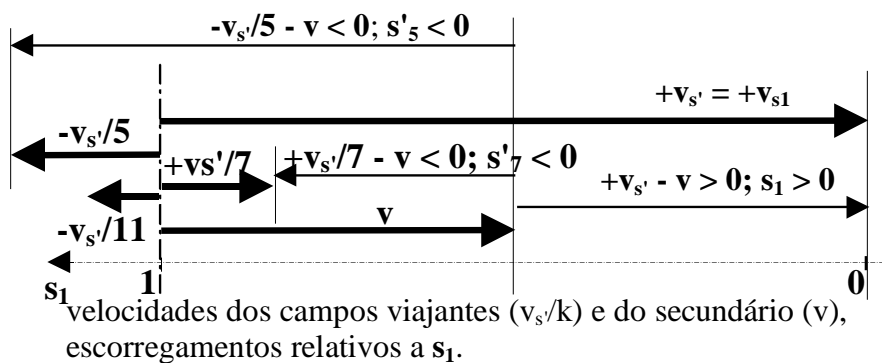 -vs'/5 - v < 0; s'5 < 0
+vs' = +vs1
-vs'/5
+vs'/7
+vs'/7 - v < 0; s'7 < 0
+vs' - v > 0; s1 > 0
-vs'/11
v
s1
1
0
velocidades dos campos viajantes (vs'/k) e do secundário (v),
escorregamentos relativos a s1.